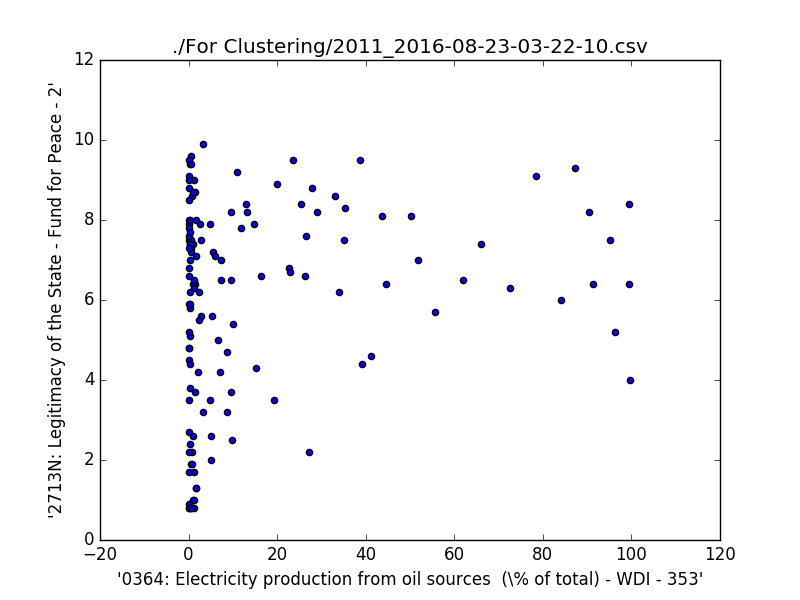 ./For Clustering/2011_2016-08-23-03-22-10.csv
'2713N: Legitimacy of the State - Fund for Peace - 2'
12
10
8
6
4
2
0
−20 0 20 40 60 80 100 120
'0364: Electricity production from oil sources  (\% of total) - WDI - 353'